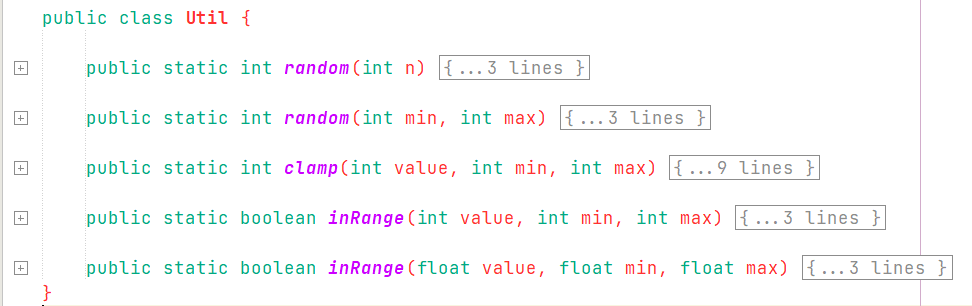 public class Util {
public static int random(int n) {...3 lines }
public static int random(int min, int max) {...3 lines }
public static int clamp(int value, int min, int max) {...9 lines }
public static boolean inRange(int value, int min, int max) {...3 lines }
public static boolean inRange(float value, float min, float max) {...3 lines }
}